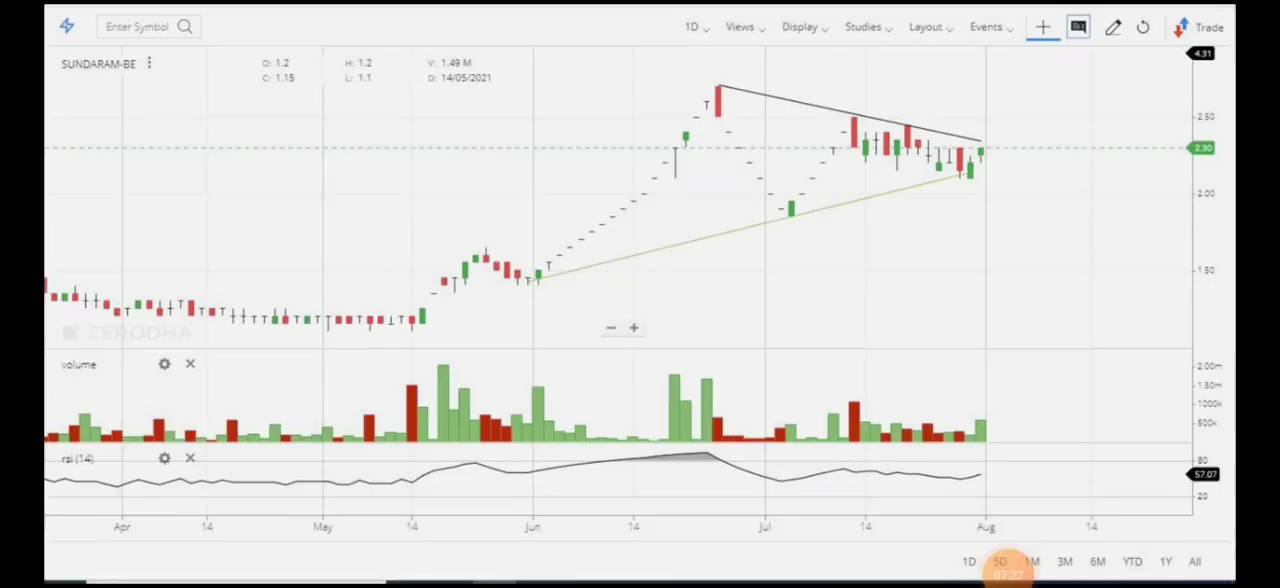 Enter Symbol 1D Views Display Studies Layout Events Trade
SUNDARAM-BE O: 1.2 H: 1.2 V: 1.49 M
C: 1.15 L: 1.1 D: 14/05/2021
4.31
2.50
2.30
2.00
1.50
ZERODHA
volume
2.00m
1.50m
1000k
500k
rsi (14)
80
57.07
20
Apr 14 May 14 Jun 14 Jul 14 Aug 14
1D 5D 1M 3M 6M YTD 1Y All
07:27